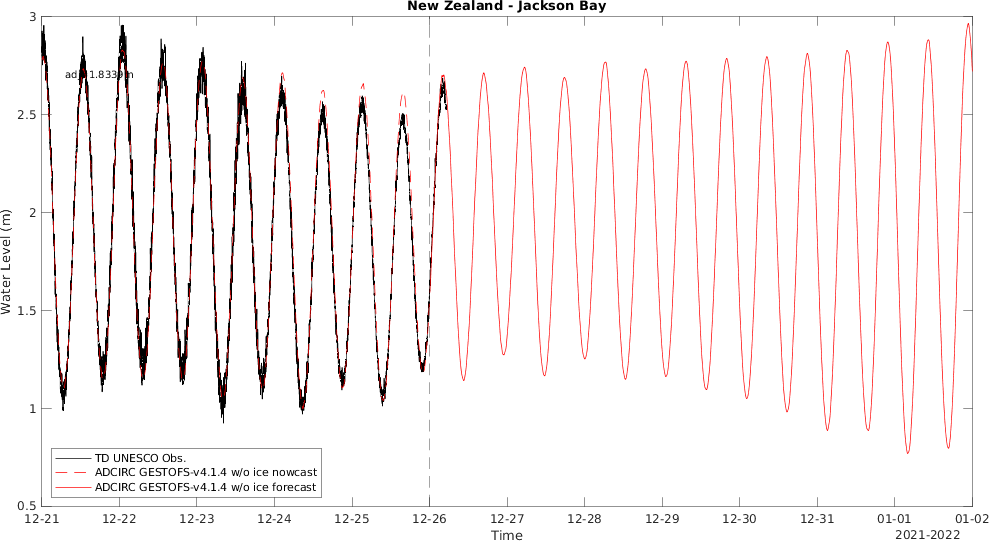 New Zealand - Jackson Bay
3
adj: 1.8339 m
2.5
2
1.5
1
0.5
Water Level (m)
TD UNESCO Obs.
ADCIRC GESTOFS-v4.1.4 w/o ice nowcast
ADCIRC GESTOFS-v4.1.4 w/o ice forecast
12-21 12-22 12-23 12-24 12-25 12-26 12-27 12-28 12-29 12-30 12-31 01-01 01-02
Time
2021-2022